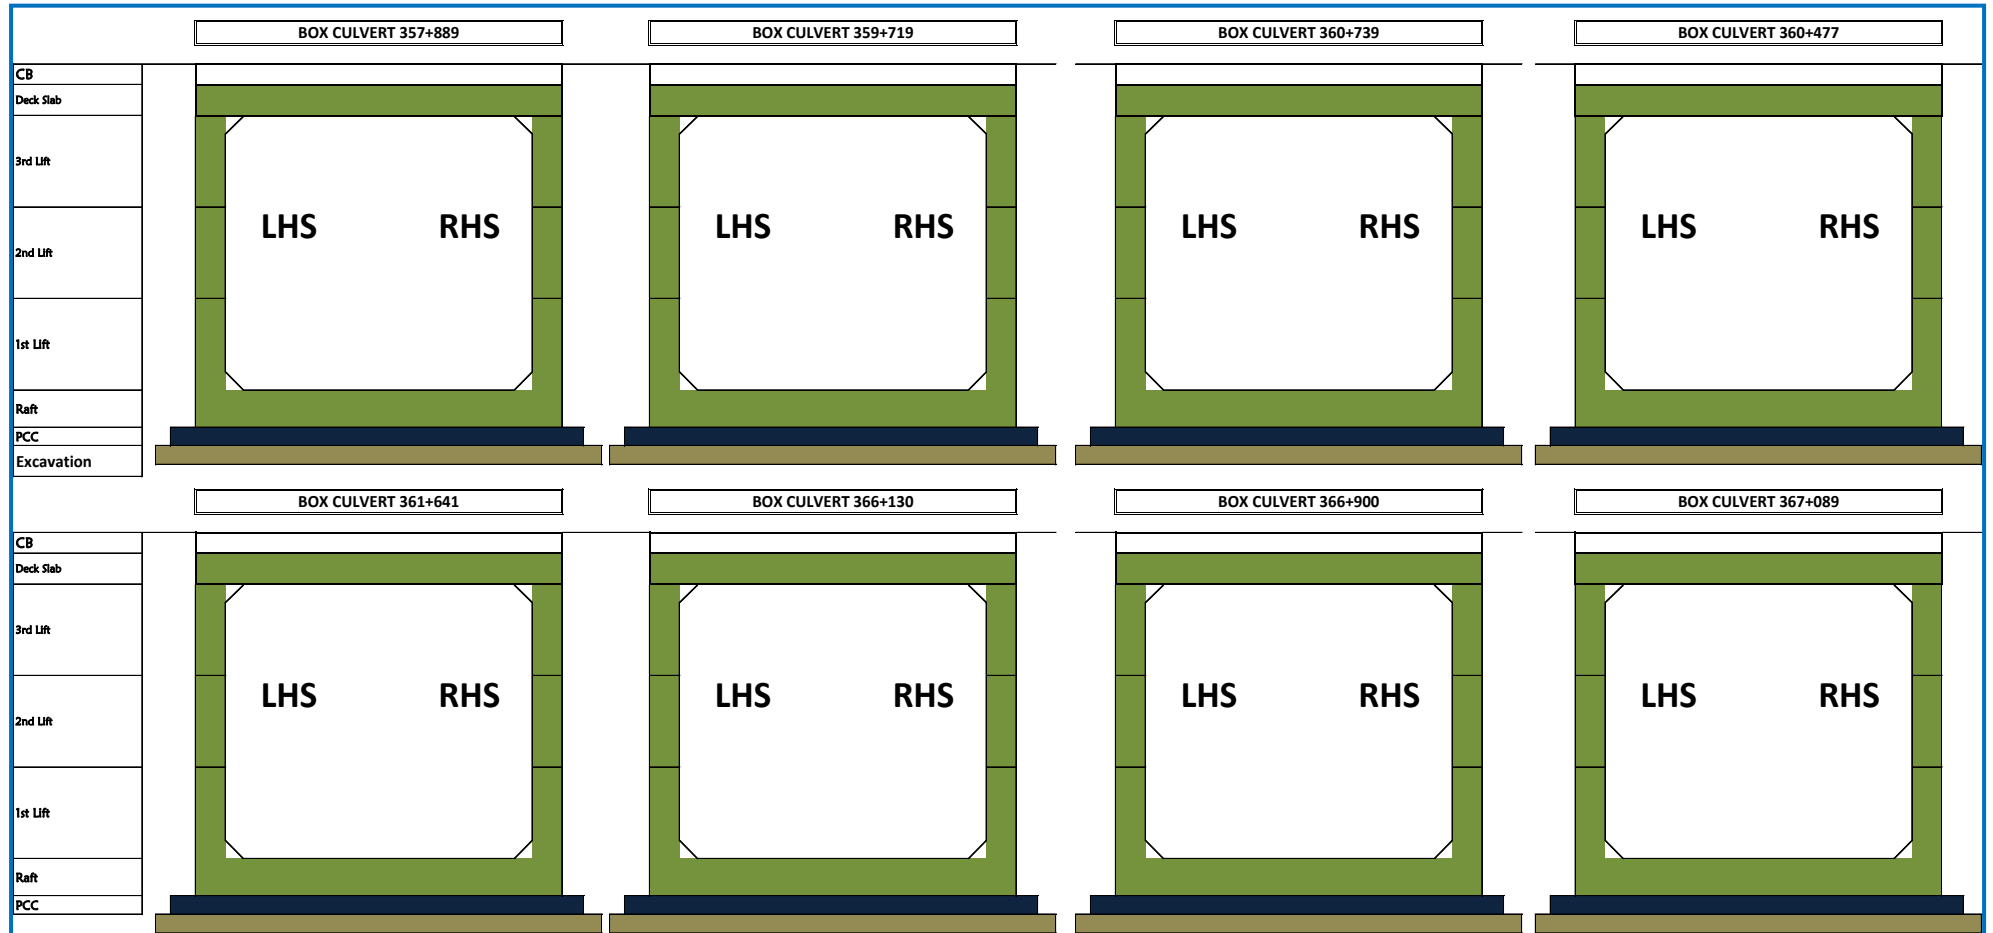 BOX CULVERT 357+889 BOX CULVERT 359+719 BOX CULVERT 360+739 BOX CULVERT 360+477
CB
Deck Slab
3rd Lift
LHS RHS LHS RHS LHS RHS LHS RHS
2nd Lift
1st Lift
Raft
PCC
Excavation
BOX CULVERT 361+641 BOX CULVERT 366+130 BOX CULVERT 366+900 BOX CULVERT 367+089
CB
Deck Slab
3rd Lift
LHS RHS LHS RHS LHS RHS LHS RHS
2nd Lift
1st Lift
Raft
PCC